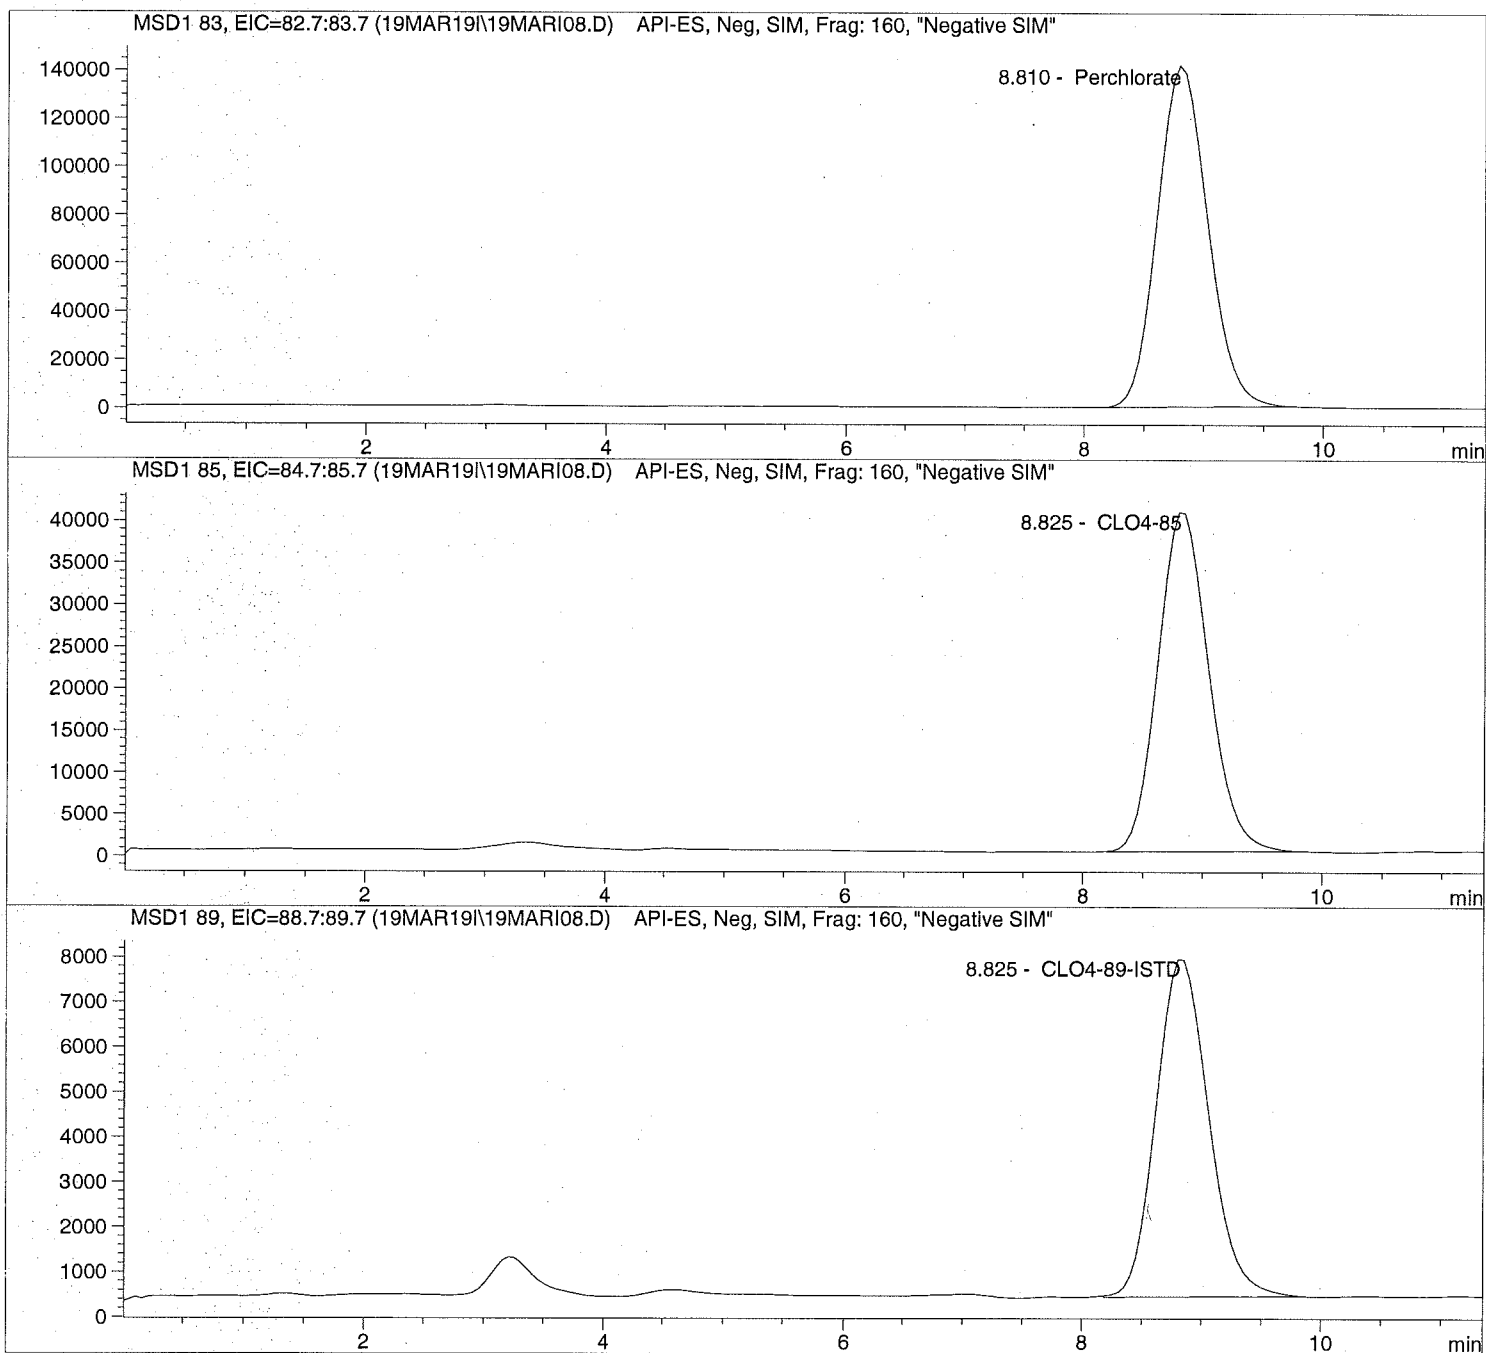 MSD1 83, EIC=82.7:83.7 (19MAR19I\19MARI08.D) API-ES, Neg, SIM, Frag: 160, "Negative SIM"
8.810 - Perchlorate
140000
120000
100000
80000
60000
40000
20000
0
2 4 6 8 10 min
MSD1 85, EIC=84.7:85.7 (19MAR19I\19MARI08.D) API-ES, Neg, SIM, Frag: 160, "Negative SIM"
8.825 - CLO4-85
40000
35000
30000
25000
20000
15000
10000
5000
0
2 4 6 8 10 min
MSD1 89, EIC=88.7:89.7 (19MAR19I\19MARI08.D) API-ES, Neg, SIM, Frag: 160, "Negative SIM"
8.825 - CLO4-89-ISTD
8000
7000
6000
5000
4000
3000
2000
1000
0
2 4 6 8 10 min